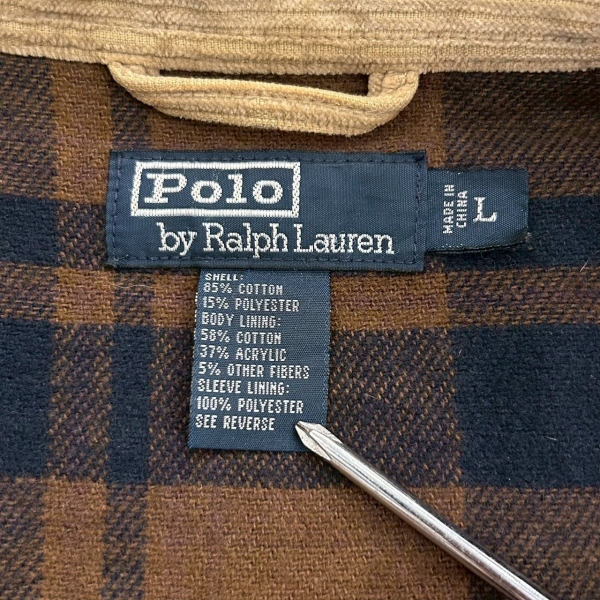 Polo
by Ralph Lauren
MADE IN
CHINA
L
SHELL:
85% COTTON
15% POLYESTER
BODY LINING:
58% COTTON
37% ACRYLIC
5% OTHER FIBERS
SLEEVE LINING:
100% POLYESTER
SEE REVERSE